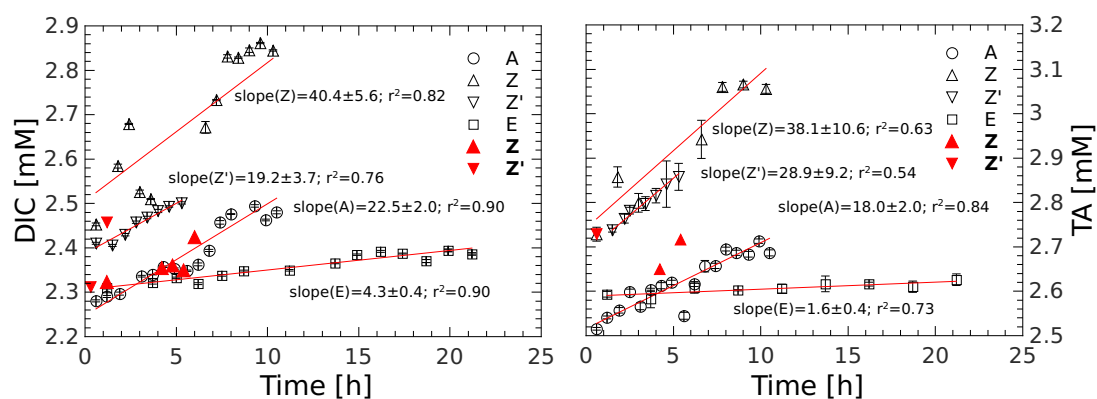 2.9
2.8
2.7
2.6
2.5
2.4
2.3
2.2
DIC [mM]
0
5
10
15
20
25
Time [h]
A
Z
Z'
E
Z
Z'
slope(Z)=40.4±5.6; r²=0.82
slope(Z')=19.2±3.7; r²=0.76
slope(A)=22.5±2.0; r²=0.90
slope(E)=4.3±0.4; r²=0.90
3.2
3.1
3
2.9
2.8
2.7
2.6
2.5
TA [mM]
0
5
10
15
20
25
Time [h]
A
Z
Z'
E
Z
Z'
slope(Z)=38.1±10.6; r²=0.63
slope(Z')=28.9±9.2; r²=0.54
slope(A)=18.0±2.0; r²=0.84
slope(E)=1.6±0.4; r²=0.73